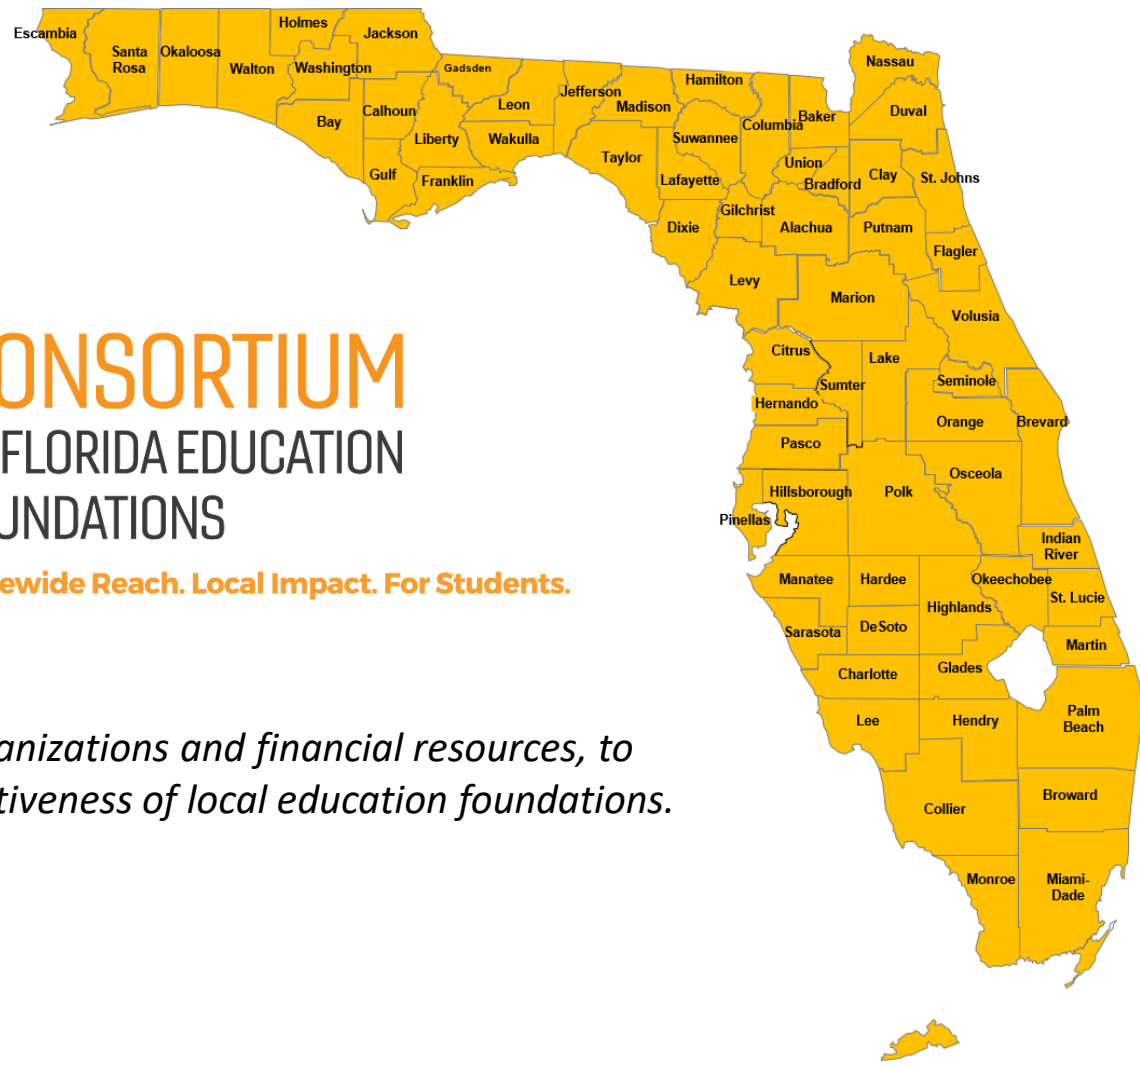 Escambia
Santa
Rosa
Okaloosa
Walton
Holmes
Washington
Jackson
Bay
Calhoun
Gulf
Liberty
Gadsden
Franklin
Leon
Wakulla
Jefferson
Madison
Taylor
Hamilton
Suwannee
Lafayette
Dixie
Columbia
Baker
Union
Bradford
Gilchrist
Alachua
Nassau
Duval
Clay
St. Johns
Putnam
Flagler
Levy
Marion
Volusia
Citrus
Sumter
Lake
Hernando
Seminole
Orange
Brevard
Pasco
Osceola
Hillsborough
Polk
Pinellas
Indian
River
Manatee
Hardee
Okeechobee
Highlands
St. Lucie
Sarasota
DeSoto
Martin
Charlotte
Glades
Lee
Hendry
Palm
Beach
Collier
Broward
Monroe
Miami-
Dade
ONSORTIUM
FLORIDA EDUCATION
UNDATIONS
ewide Reach. Local Impact. For Students.
anizations and financial resources, to
tiveness of local education foundations.